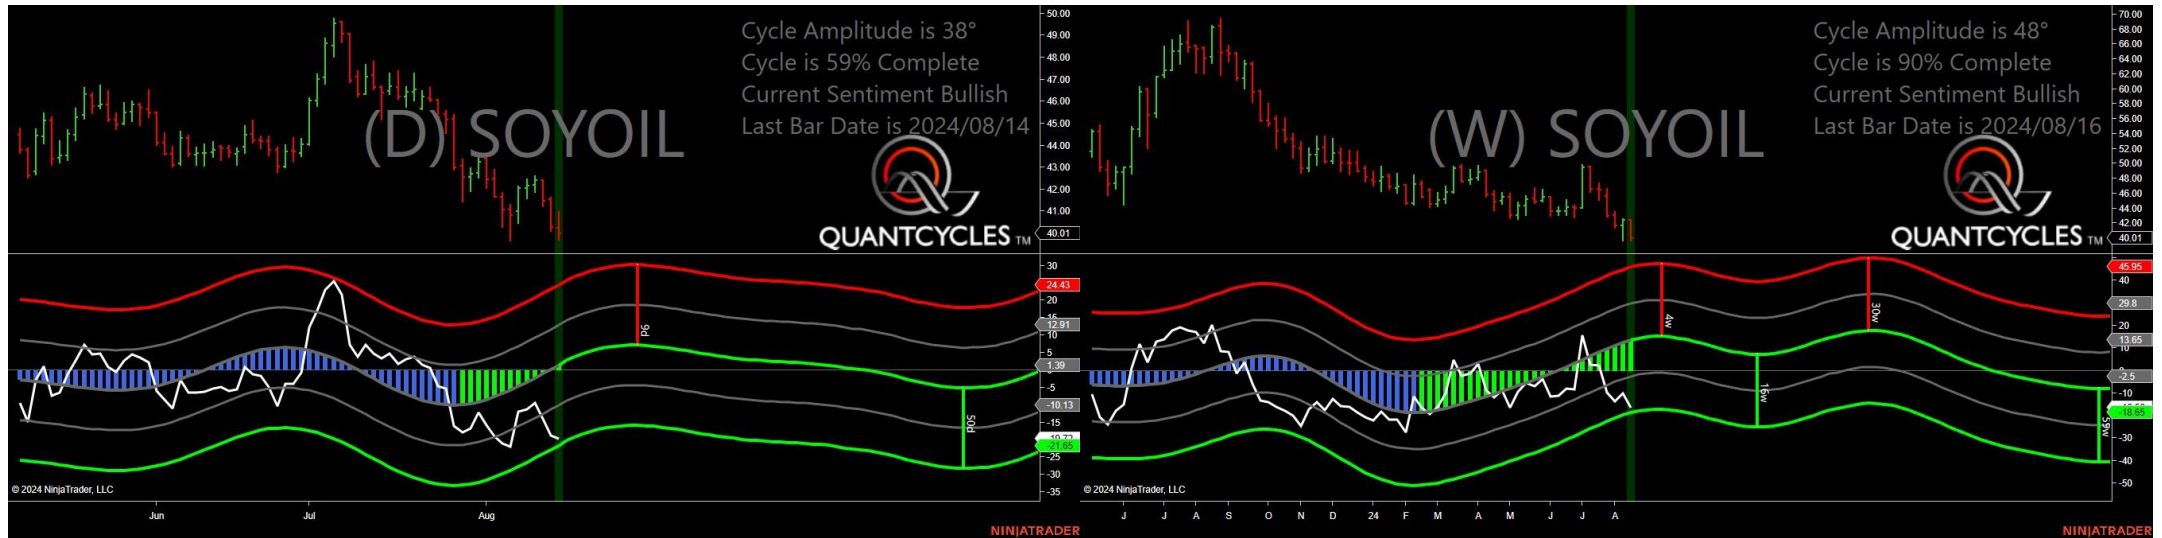 Cycle Amplitude is 38°
Cycle is 59% Complete
Current Sentiment Bullish
Last Bar Date is 2024/08/14
(D) SOYOIL
QUANTCYCLES TM
50.00
49.00
48.00
47.00
46.00
45.00
44.00
43.00
42.00
41.00
40.01
30
24.43
20
15
12.91
10
5
1.39
-5
-10.13
-15
-19.72
-21.65
-25
-30
-35
9d
50d
© 2024 NinjaTrader, LLC
Jun Jul Aug
NINJATRADER
Cycle Amplitude is 48°
Cycle is 90% Complete
Current Sentiment Bullish
Last Bar Date is 2024/08/16
(W) SOYOIL
QUANTCYCLES TM
70.00
68.00
66.00
64.00
62.00
60.00
58.00
56.00
54.00
52.00
50.00
48.00
46.00
44.00
42.00
40.01
45.95
40
29.8
20
13.65
10
-2.5
-10
-18.65
-30
-40
-50
4w
16w
30w
59w
© 2024 NinjaTrader, LLC
J J A S O N D 24 F M A M J J A
NINJATRADER